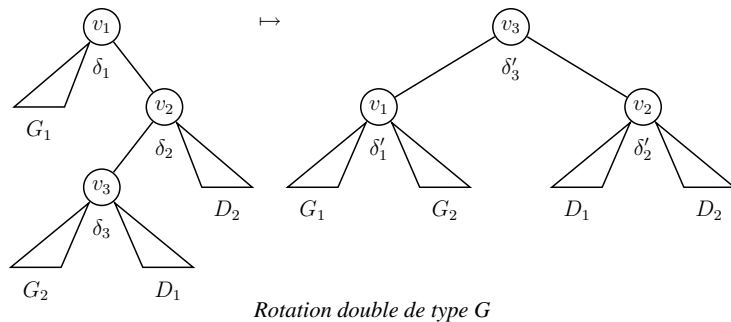 v₁ ↦ v₃
δ₁ δ′₃
G₁ v₂ v₁ v₂
δ₂ δ′₁ δ′₂
v₃ D₂ G₁ G₂ D₁ D₂
δ₃
G₂ D₁
Rotation double de type G